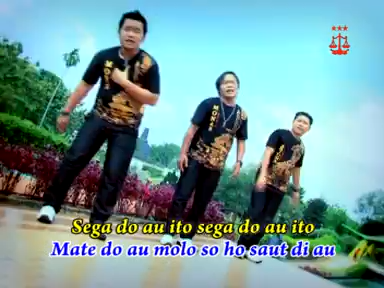 Sega do au ito sega do au ito
Mate do au molo so ho saut di au